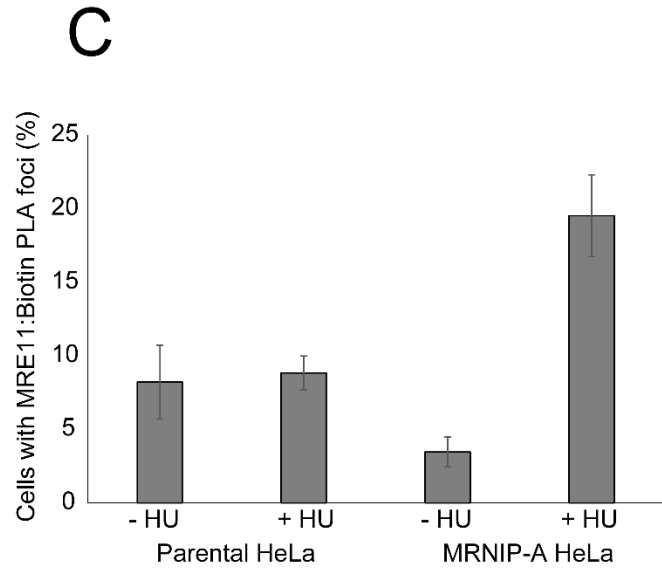 C
Cells with MRE11:Biotin PLA foci (%)
25
20
15
10
5
0
- HU
+ HU
- HU
+ HU
Parental HeLa
MRNIP-A HeLa